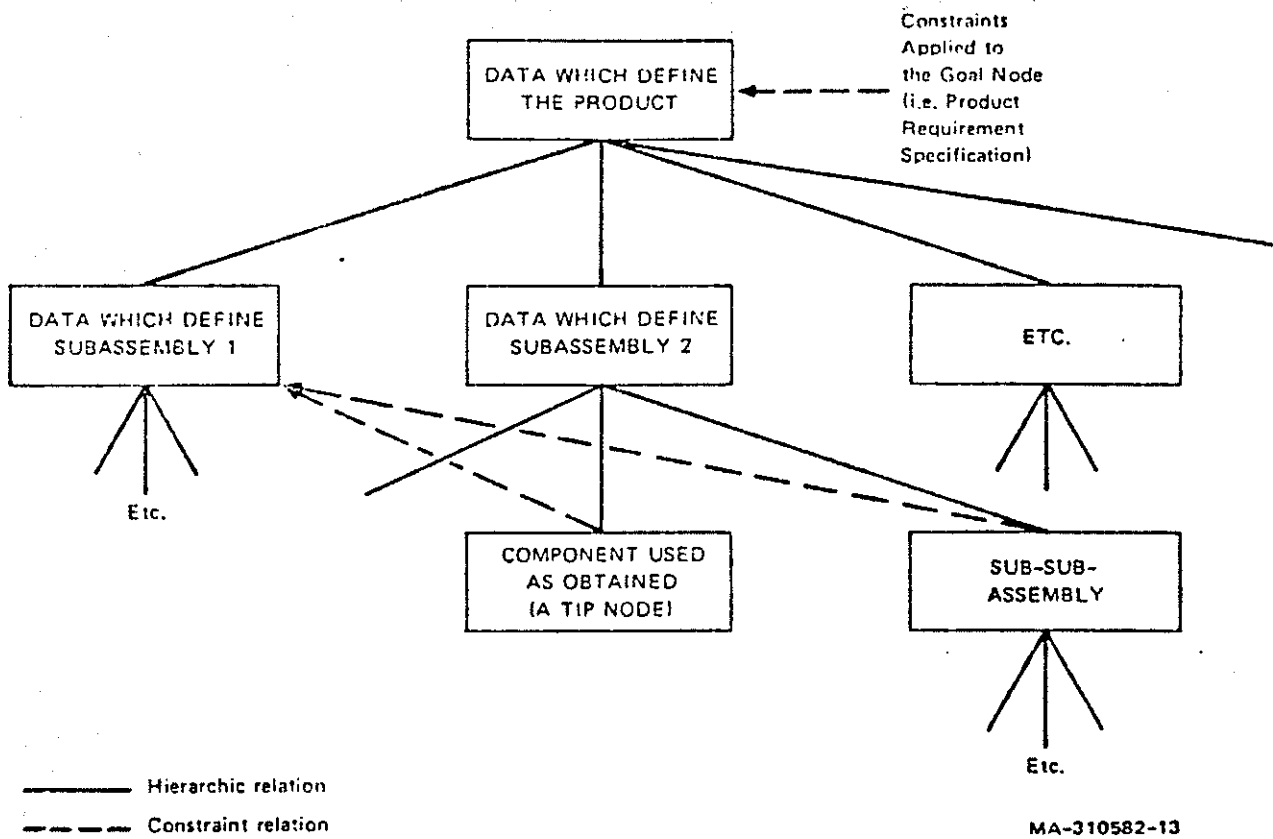 Constraints
Applied to
the Goal Node
(i.e. Product
Requirement
Specification)
DATA WHICH DEFINE
THE PRODUCT
DATA WHICH DEFINE
SUBASSEMBLY 1
DATA WHICH DEFINE
SUBASSEMBLY 2
ETC.
Etc.
COMPONENT USED
AS OBTAINED
(A TIP NODE)
SUB-SUB-
ASSEMBLY
Etc.
Hierarchic relation
Constraint relation
MA-310582-13